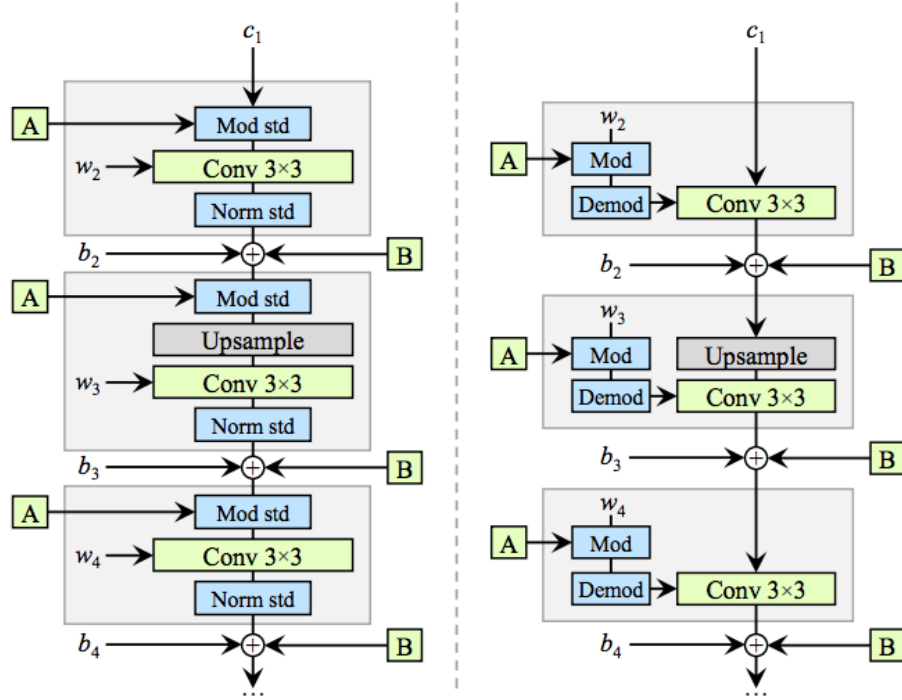 c₁
A
Mod std
w₂
Conv 3×3
Norm std
b₂
+
B
A
Mod std
Upsample
w₃
Conv 3×3
Norm std
b₃
+
B
A
Mod std
w₄
Conv 3×3
Norm std
b₄
+
B
...
c₁
w₂
A
Mod
Demod
Conv 3×3
b₂
+
B
w₃
A
Mod
Upsample
Demod
Conv 3×3
b₃
+
B
w₄
A
Mod
Demod
Conv 3×3
b₄
+
B
...